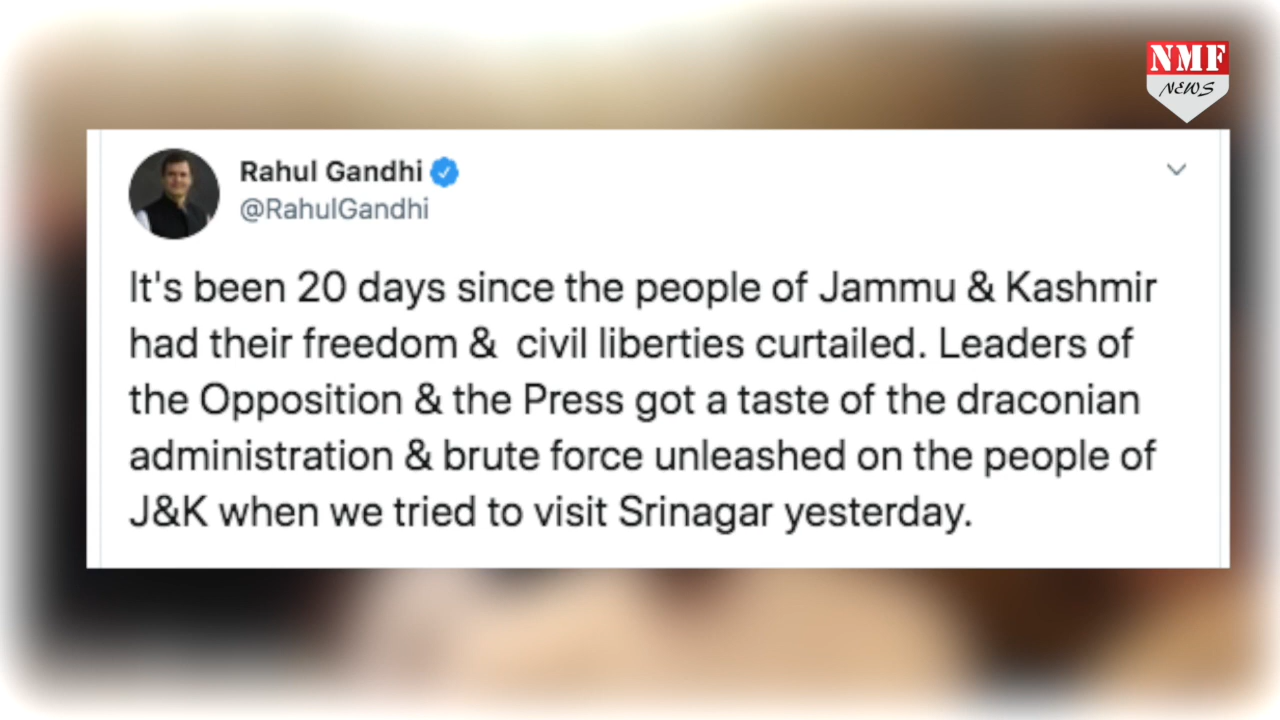 NMF
NEWS
Rahul Gandhi
@RahulGandhi
It's been 20 days since the people of Jammu & Kashmir
had their freedom &  civil liberties curtailed. Leaders of
the Opposition & the Press got a taste of the draconian
administration & brute force unleashed on the people of
J&K when we tried to visit Srinagar yesterday.